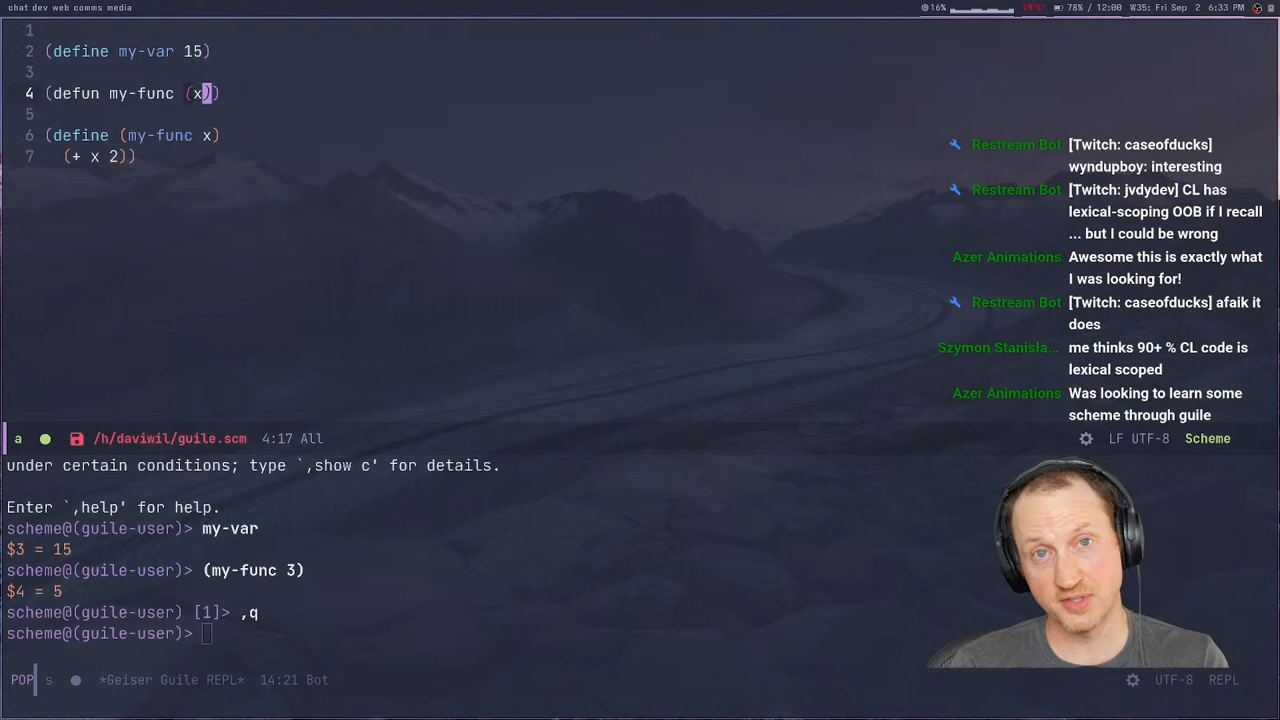 chat dev web comms media
16% 78% / 12:00 W35: Fri Sep 2 6:33 PM
1
2 (define my-var 15)
3
4 (defun my-func (x))
5
6 (define (my-func x)
7 (+ x 2))
Restream Bot [Twitch: caseofducks]
wyndupboy: interesting
Restream Bot [Twitch: jvdydev] CL has
lexical-scoping OOB if I recall
... but I could be wrong
Azer Animations Awesome this is exactly what
I was looking for!
Restream Bot [Twitch: caseofducks] afaik it
does
Szymon Stanisła... me thinks 90+ % CL code is
lexical scoped
Azer Animations Was looking to learn some
scheme through guile
a /h/daviwil/guile.scm 4:17 All LF UTF-8 Scheme
under certain conditions; type `,show c' for details.
Enter `,help' for help.
scheme@(guile-user)> my-var
$3 = 15
scheme@(guile-user)> (my-func 3)
$4 = 5
scheme@(guile-user) [1]> ,q
scheme@(guile-user)>
POP s *Geiser Guile REPL* 14:21 Bot UTF-8 REPL